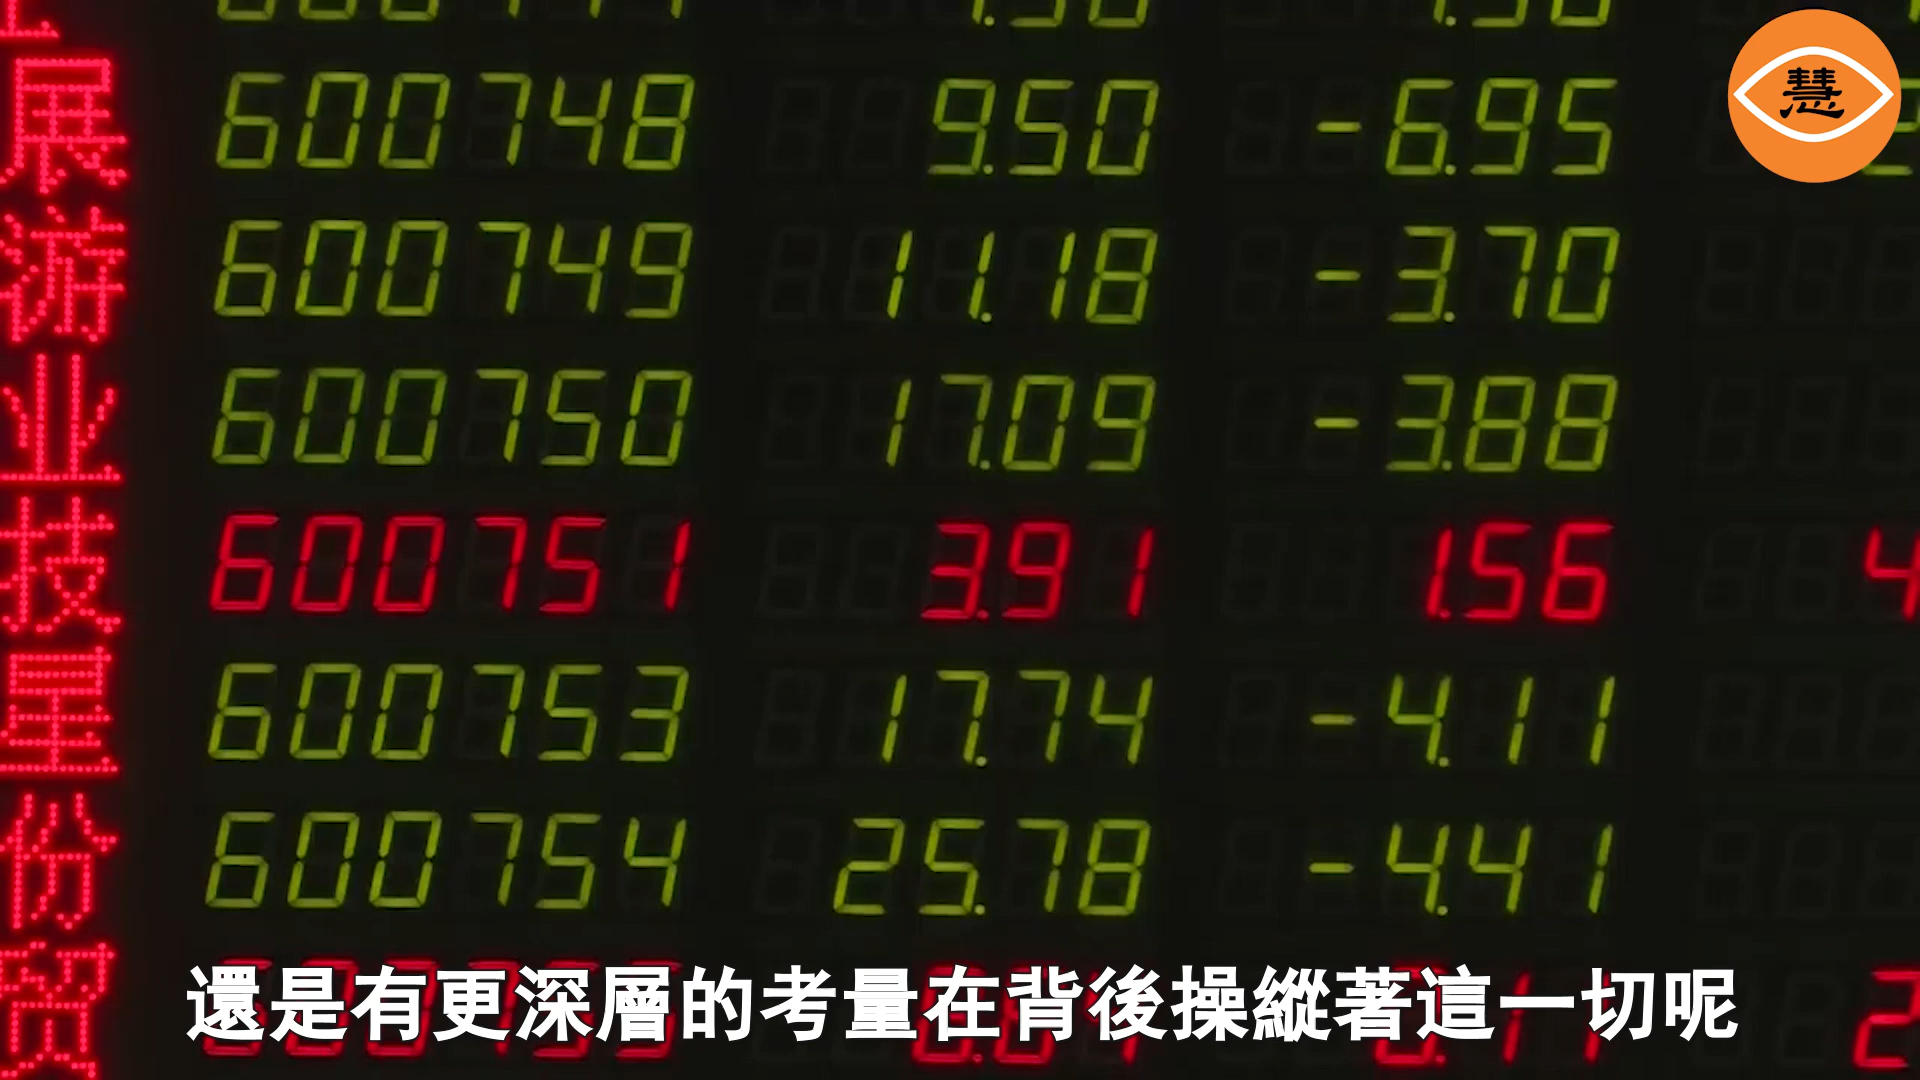 慧
展 600748 9.50 -6.95
游 600749 11.18 -3.70
业 600750 17.09 -3.88
技 600751 3.91 1.56 4
星 600753 17.74 -4.11
份 600754 25.78 -4.41
贸
還是有更深層的考量在背後操縱著這一切呢